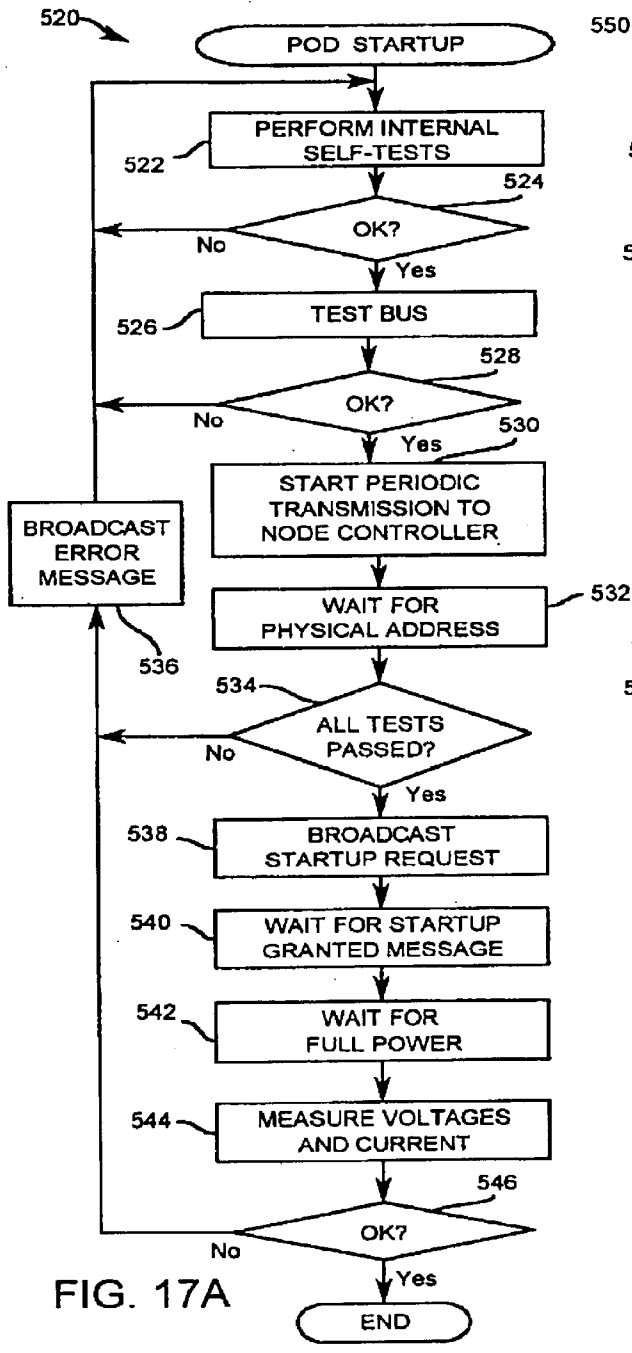 520
POD STARTUP
550
PERFORM INTERNAL
SELF-TESTS
522
5
524
OK?
No
Yes
5
526
TEST BUS
528
OK?
No
Yes
530
START PERIODIC
TRANSMISSION TO
NODE CONTROLLER
BROADCAST
ERROR
MESSAGE
536
WAIT FOR
PHYSICAL ADDRESS
532
534
5
ALL TESTS
PASSED?
No
Yes
538
BROADCAST
STARTUP REQUEST
540
WAIT FOR STARTUP
GRANTED MESSAGE
542
WAIT FOR
FULL POWER
544
MEASURE VOLTAGES
AND CURRENT
546
OK?
No
Yes
FIG. 17A
END